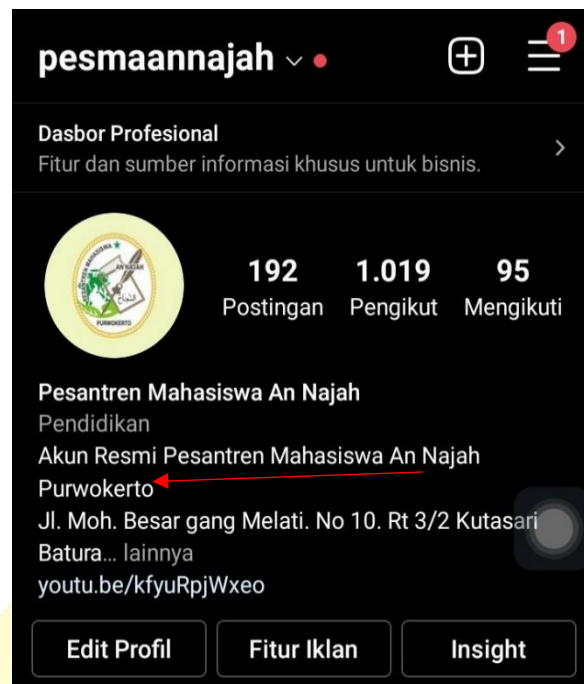 pesmaannajah
1
Dasbor Profesional
Fitur dan sumber informasi khusus untuk bisnis.
PESANTREN MAHASISWA
AN NAJAH
PURWOKERTO
192 1.019 95
Postingan Pengikut Mengikuti
Pesantren Mahasiswa An Najah
Pendidikan
Akun Resmi Pesantren Mahasiswa An Najah
Purwokerto
Jl. Moh. Besar gang Melati. No 10. Rt 3/2 Kutasari
Batura... lainnya
youtu.be/kfyuRpjWxeo
Edit Profil Fitur Iklan Insight